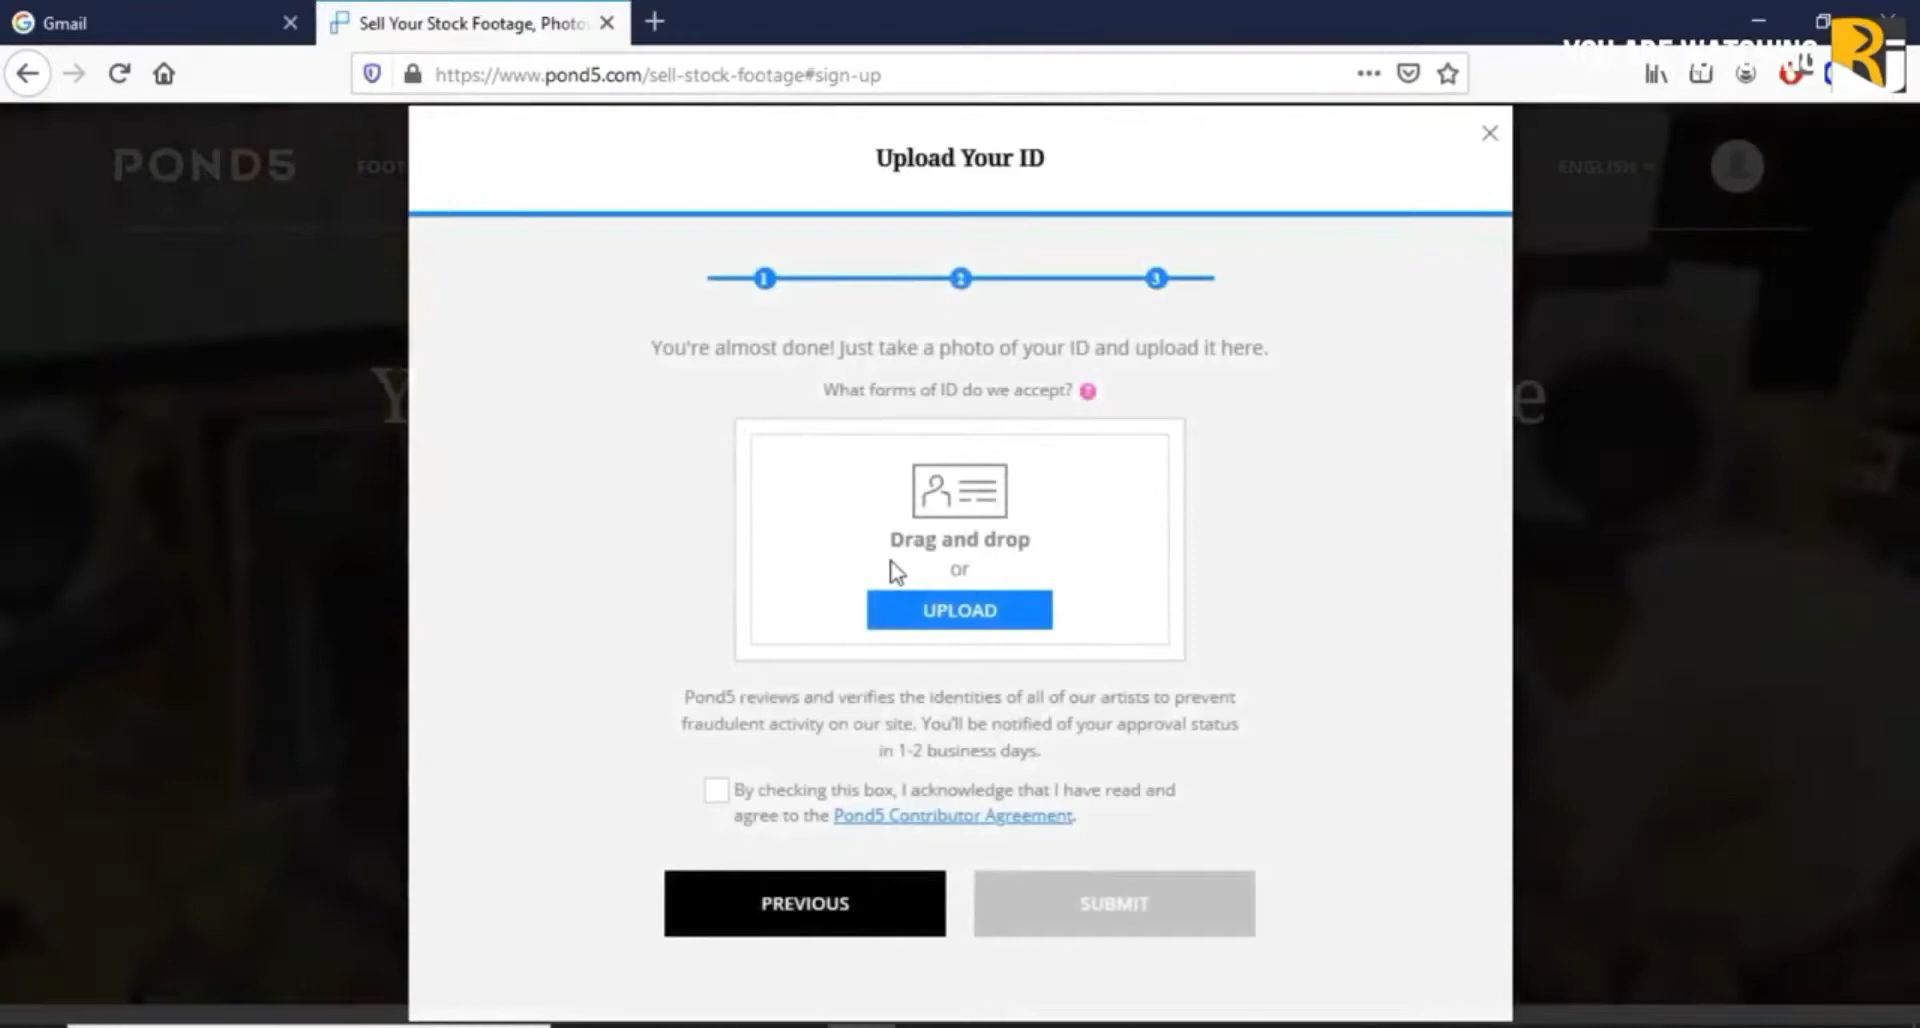 Gmail
Sell Your Stock Footage, Photo
YOU ARE WATCHING
https://www.pond5.com/sell-stock-footage#sign-up
Upload Your ID
POND5
FOOT
ENGLISH
1
2
3
You're almost done! Just take a photo of your ID and upload it here.
What forms of ID do we accept? ?
Y
e
Drag and drop
or
UPLOAD
Pond5 reviews and verifies the identities of all of our artists to prevent
fraudulent activity on our site. You'll be notified of your approval status
in 1-2 business days.
By checking this box, I acknowledge that I have read and
agree to the Pond5 Contributor Agreement.
PREVIOUS
SUBMIT